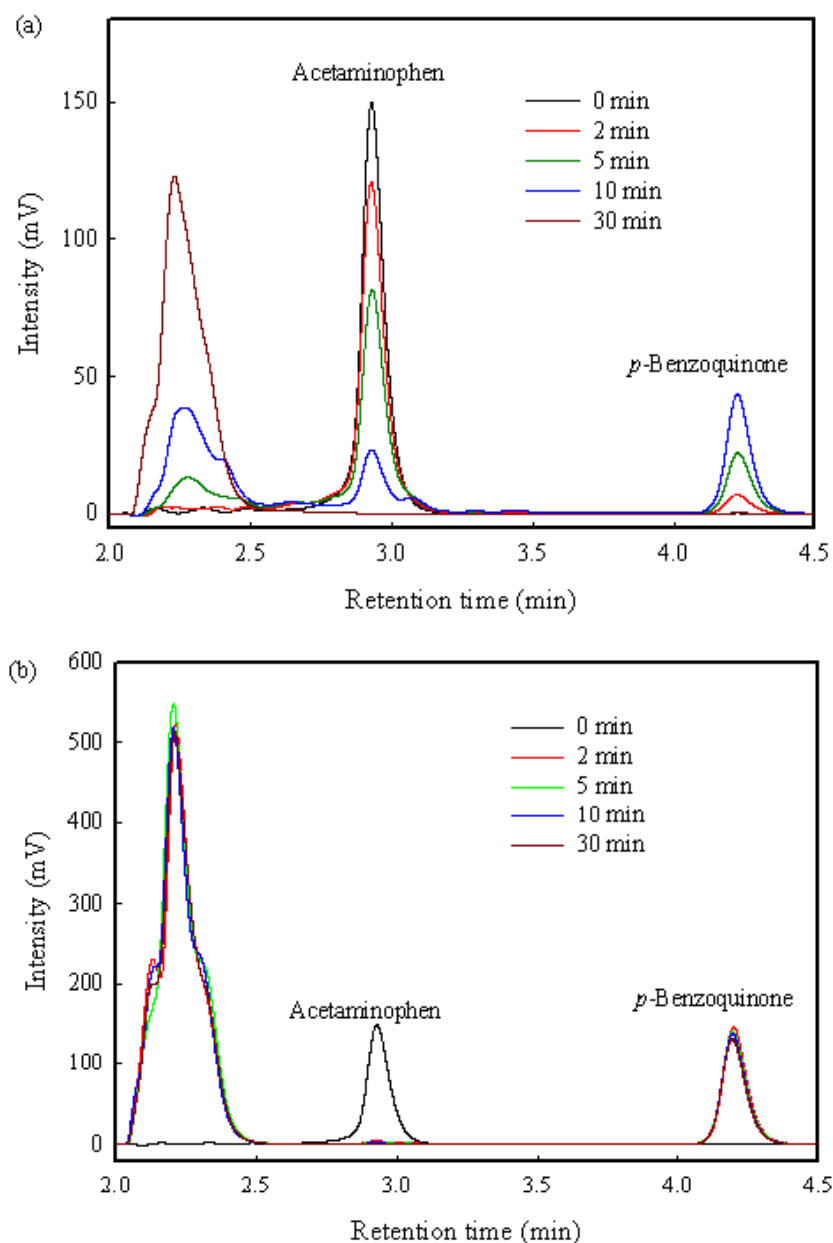 (a)
Acetaminophen
150
0 min
2 min
5 min
10 min
30 min
100
Intensity (mV)
p-Benzoquinone
50
0
2.0 2.5 3.0 3.5 4.0 4.5
Retention time (min)
(b)
600
0 min
2 min
5 min
10 min
30 min
500
400
Intensity (mV)
300
200
Acetaminophen
p-Benzoquinone
100
0
2.0 2.5 3.0 3.5 4.0 4.5
Retention time (min)